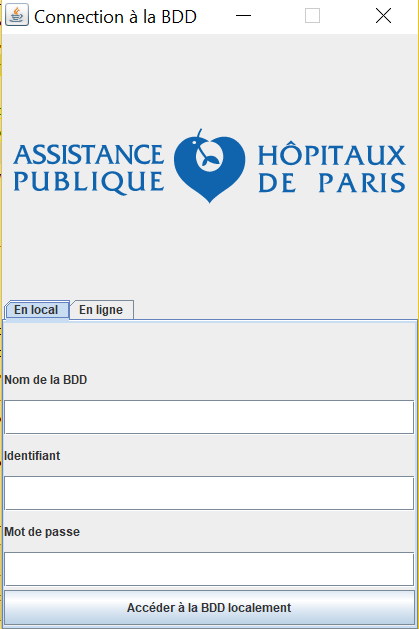 Connection à la BDD
ASSISTANCE HÔPITAUX
PUBLIQUE DE PARIS
En local En ligne
Nom de la BDD
Identifiant
Mot de passe
Accéder à la BDD localement